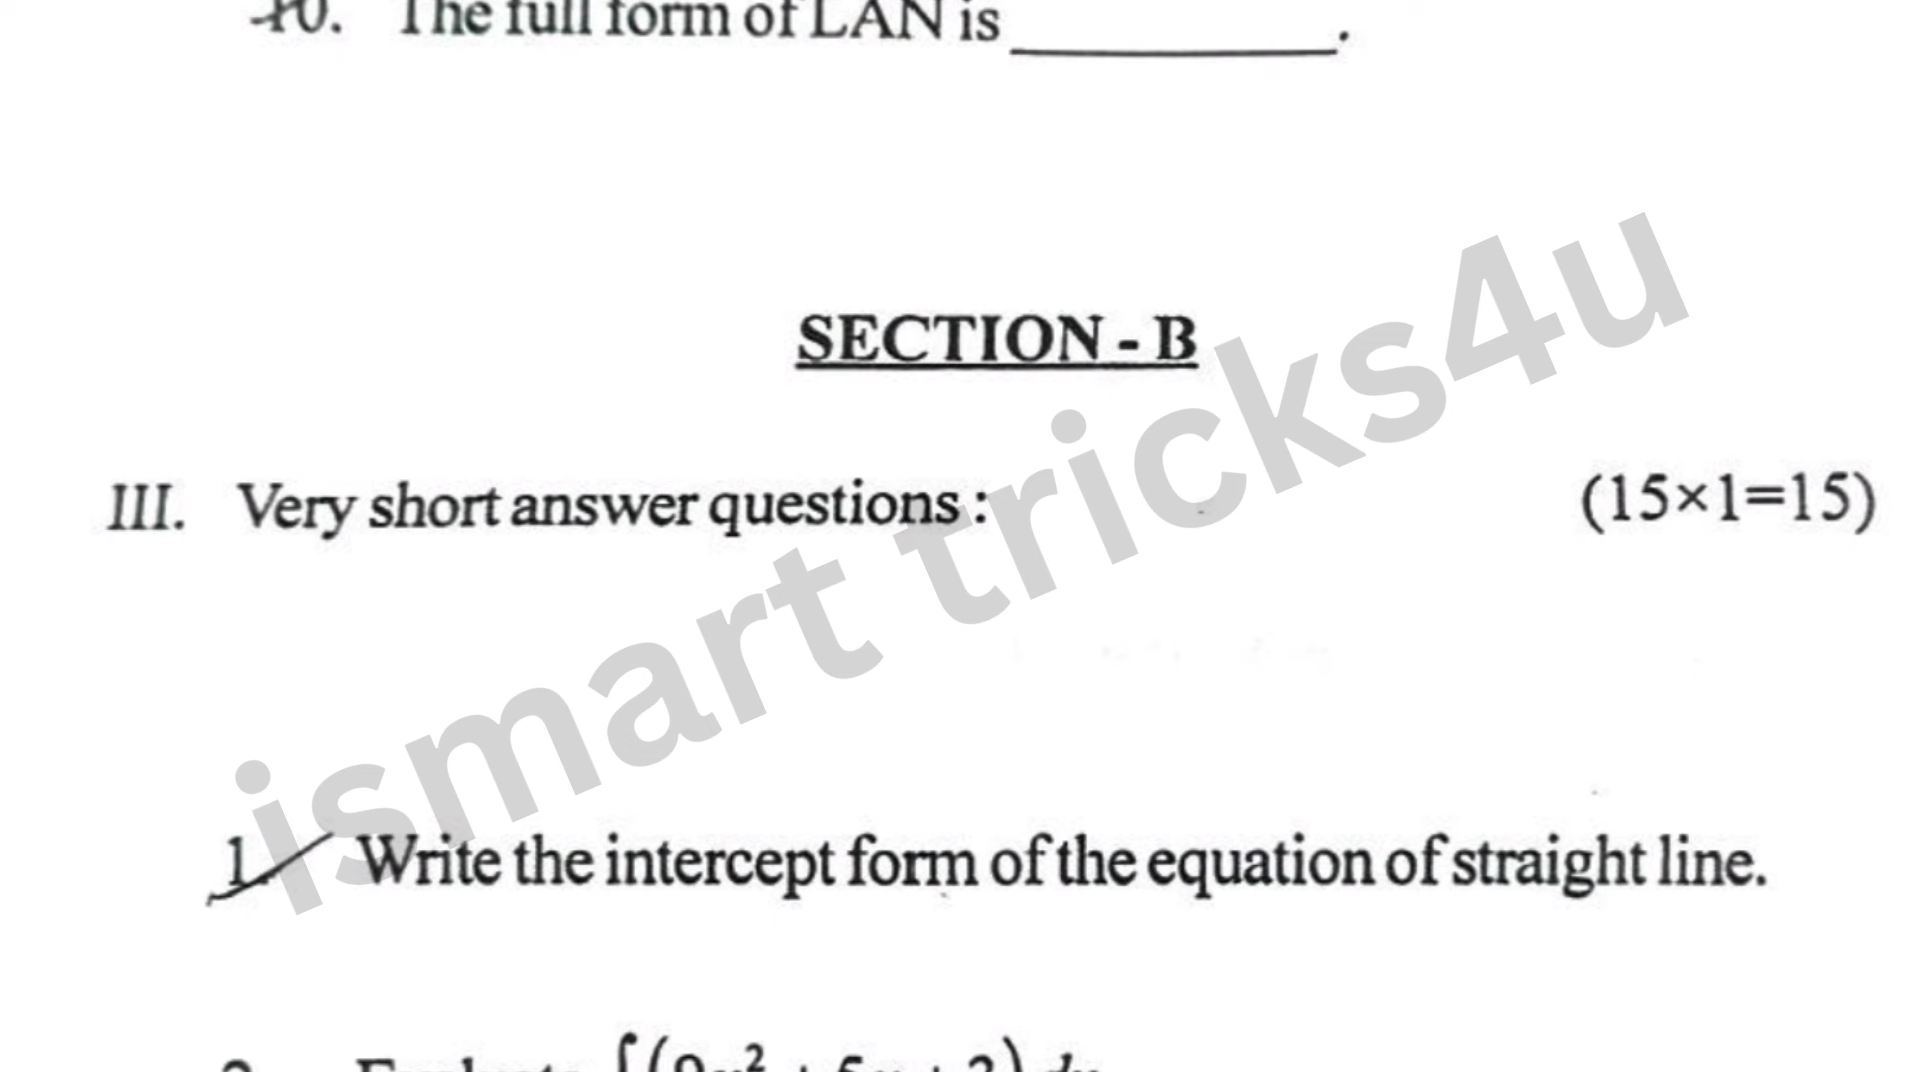 10. The full form of LAN is ________.
SECTION - B
III. Very short answer questions : (15×1=15)
ismart tricks4u
1. Write the intercept form of the equation of straight line.